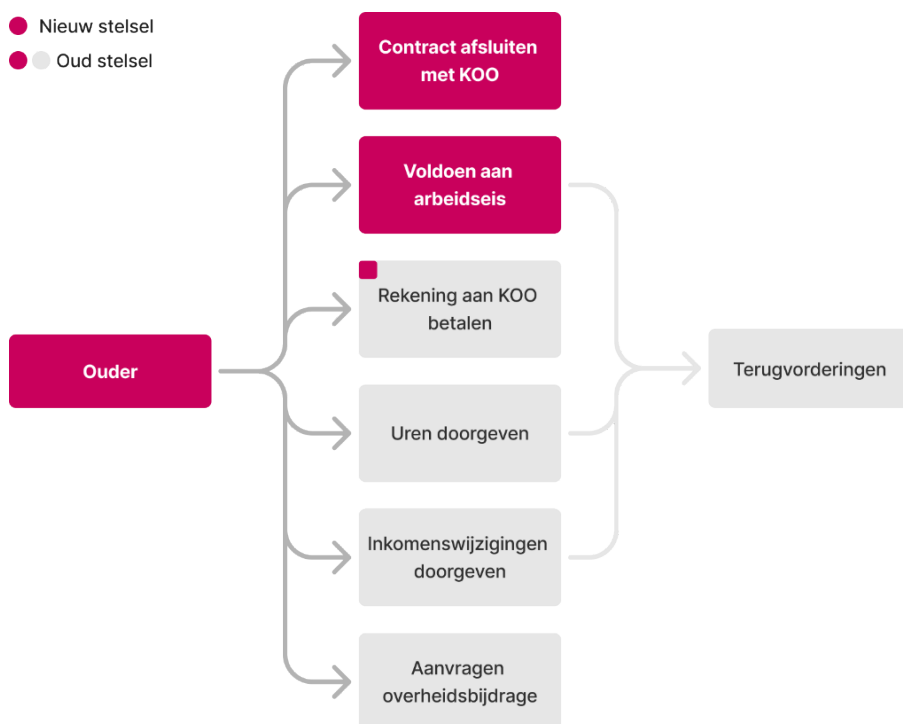 Nieuw stelsel
Oud stelsel
Contract afsluiten
met KOO
Voldoen aan
arbeidseis
Rekening aan KOO
betalen
Ouder
Terugvorderingen
Uren doorgeven
Inkomenswijzigingen
doorgeven
Aanvragen
overheidsbijdrage